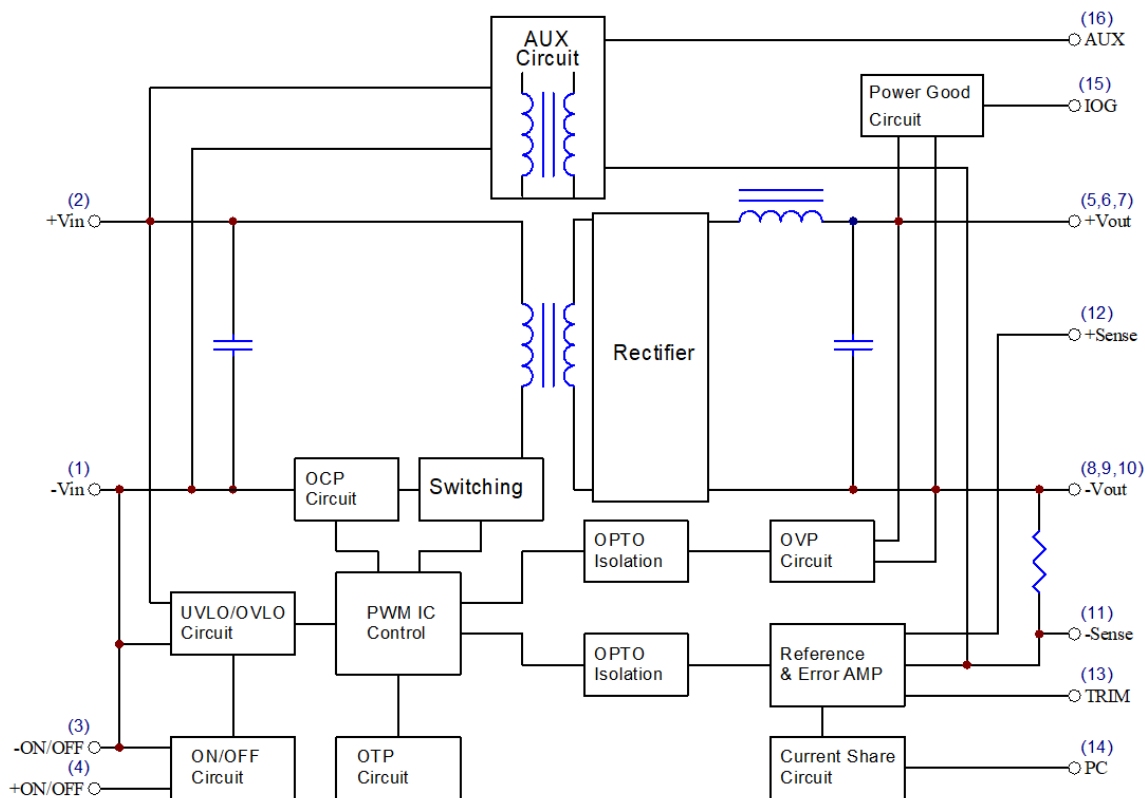 (16)
AUX
AUX
Circuit
(15)
IOG
Power Good
Circuit
(2)
+Vin
(5,6,7)
+Vout
(12)
+Sense
Rectifier
(1)
-Vin
OCP
Circuit
Switching
(8,9,10)
-Vout
OPTO
Isolation
OVP
Circuit
UVLO/OVLO
Circuit
PWM IC
Control
(11)
-Sense
OPTO
Isolation
Reference
& Error AMP
(13)
TRIM
(3)
-ON/OFF
(4)
+ON/OFF
ON/OFF
Circuit
OTP
Circuit
Current Share
Circuit
(14)
PC